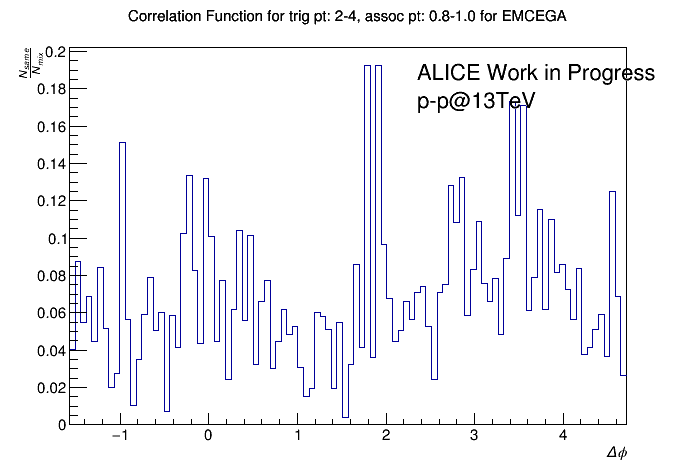 Correlation Function for trig pt: 2-4, assoc pt: 0.8-1.0 for EMCEGA
N_same
N_mix
ALICE Work in Progress
p-p@13TeV
0.2
0.18
0.16
0.14
0.12
0.1
0.08
0.06
0.04
0.02
0
−1 0 1 2 3 4
Δϕ